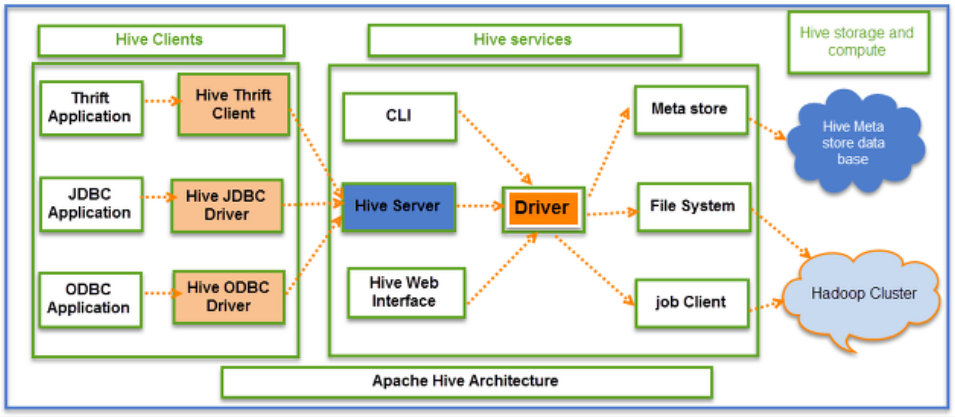 Hive Clients
Hive services
Hive storage and
compute
Thrift
Application
Hive Thrift
Client
CLI
Meta store
Hive Meta
store data
base
JDBC
Application
Hive JDBC
Driver
Hive Server
Driver
File System
ODBC
Application
Hive ODBC
Driver
Hive Web
Interface
job Client
Hadoop Cluster
Apache Hive Architecture